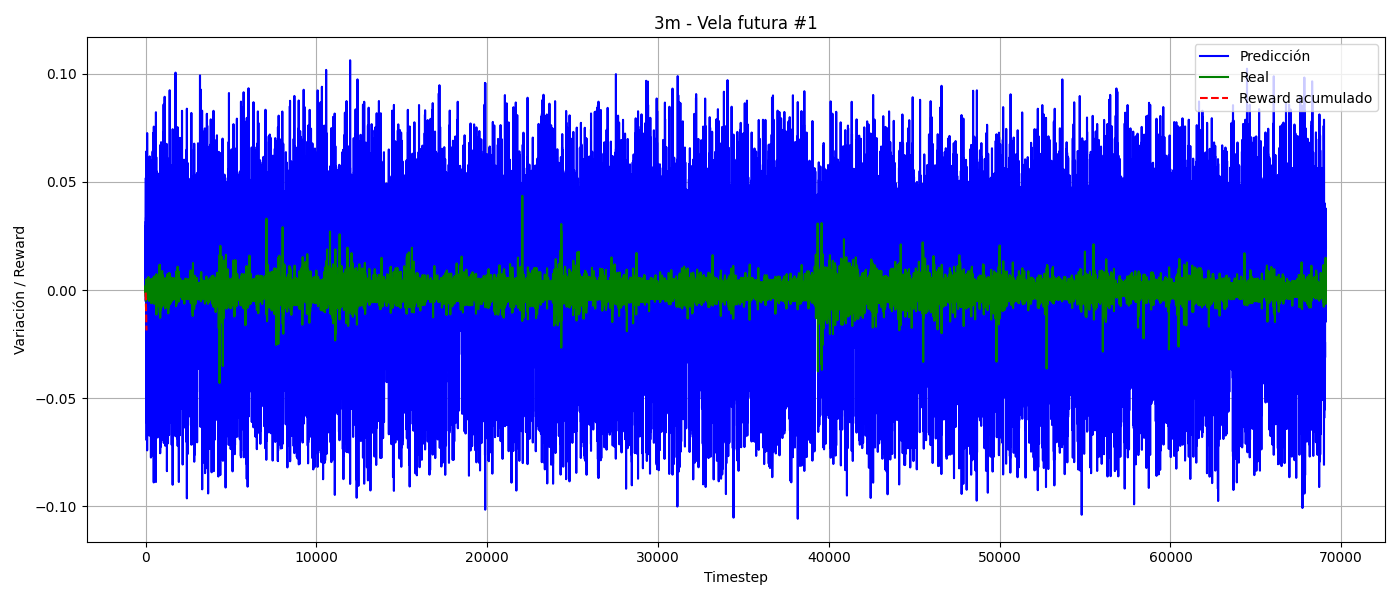 3m - Vela futura #1
Predicción
Real
Reward acumulado
Variación / Reward
0.10
0.05
0.00
−0.05
−0.10
0 10000 20000 30000 40000 50000 60000 70000
Timestep